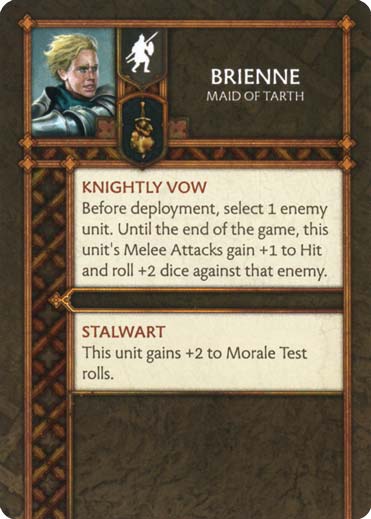 BRIENNE
MAID OF TARTH
KNIGHTLY VOW
Before deployment, select 1 enemy
unit. Until the end of the game, this
unit's Melee Attacks gain +1 to Hit
and roll +2 dice against that enemy.
STALWART
This unit gains +2 to Morale Test
rolls.